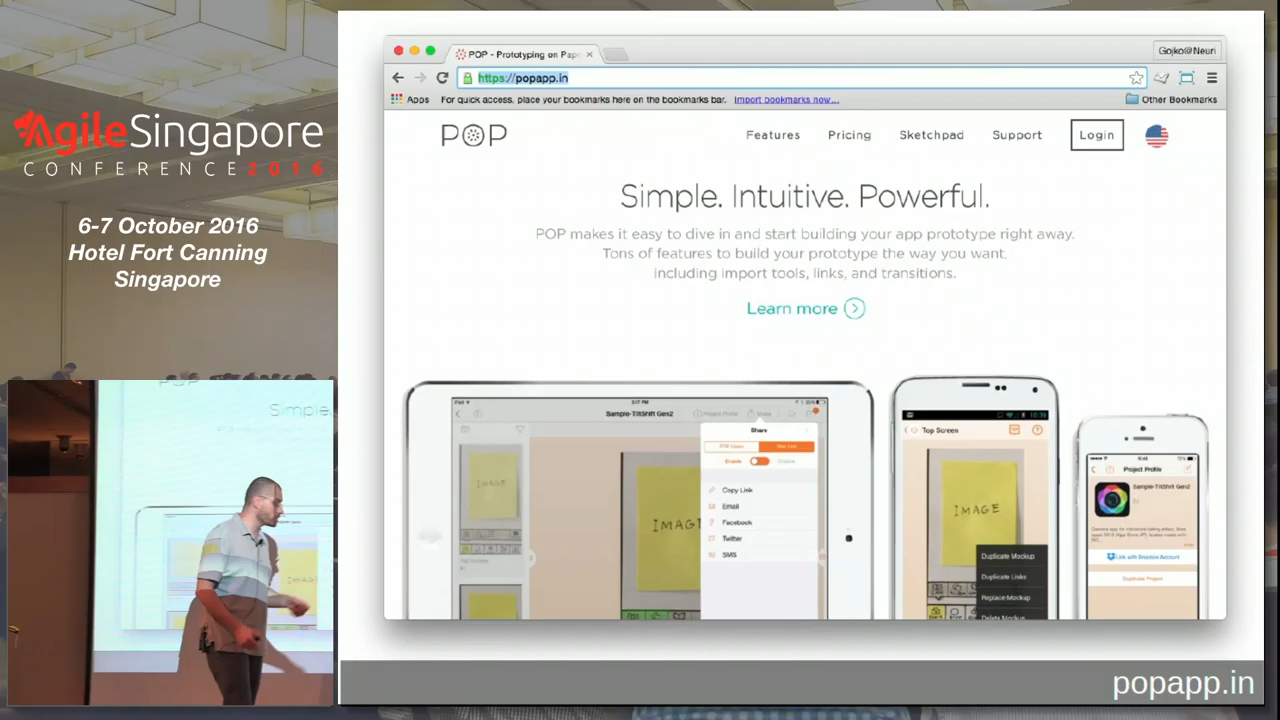 AgileSingapore
CONFERENCE 2016
6-7 October 2016
Hotel Fort Canning
Singapore
POP - Prototyping on Pape
Gojko@Neuri
https://popapp.in
Apps For quick access, place your bookmarks here on the bookmarks bar. Import bookmarks now... Other Bookmarks
POP Features Pricing Sketchpad Support Login
Simple. Intuitive. Powerful.
POP makes it easy to dive in and start building your app prototype right away.
Tons of features to build your prototype the way you want,
including import tools, links, and transitions.
Learn more
Sample-TiltShift Gen2
Share
Enable
Copy Link
Email
Facebook
Twitter
SMS
IMAGE
IMAGE
Top Screen
IMAGE
Duplicate Mockup
Duplicate Links
Replace Mockup
Delete Mockup
Project Profile
Sample-TiltShift Gen2
Link with Dropbox Account
Duplicate Project
POP
Simple
popapp.in